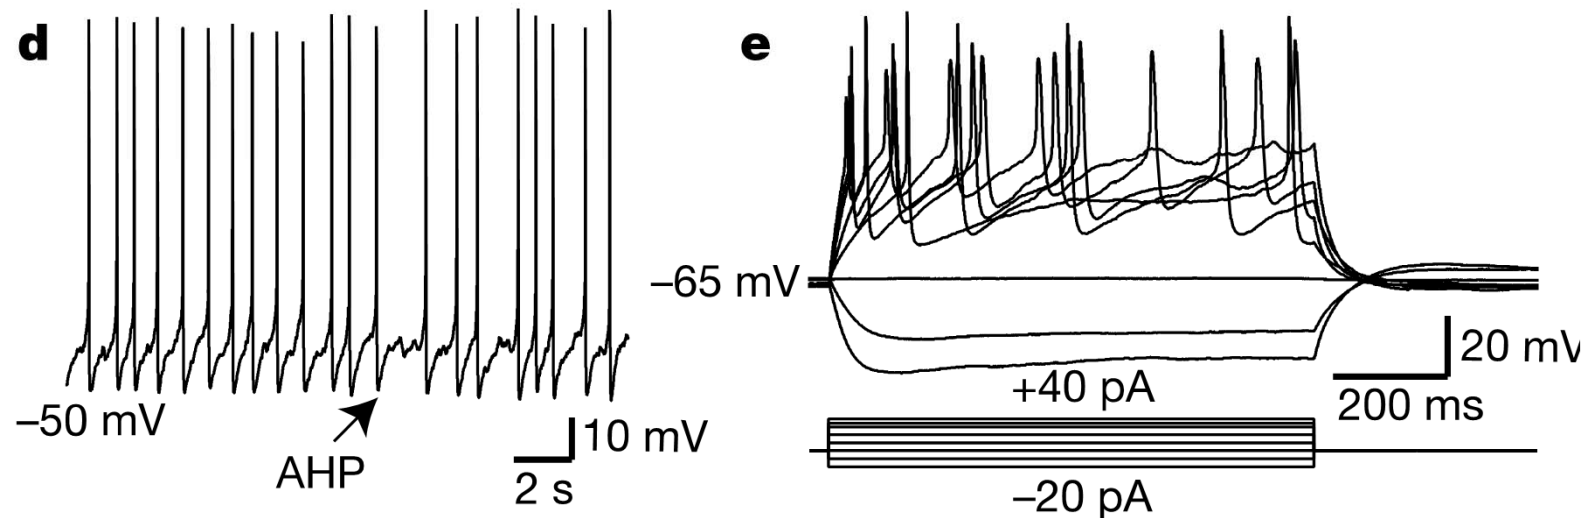 d
–50 mV
AHP
10 mV
2 s
e
–65 mV
20 mV
200 ms
+40 pA
–20 pA